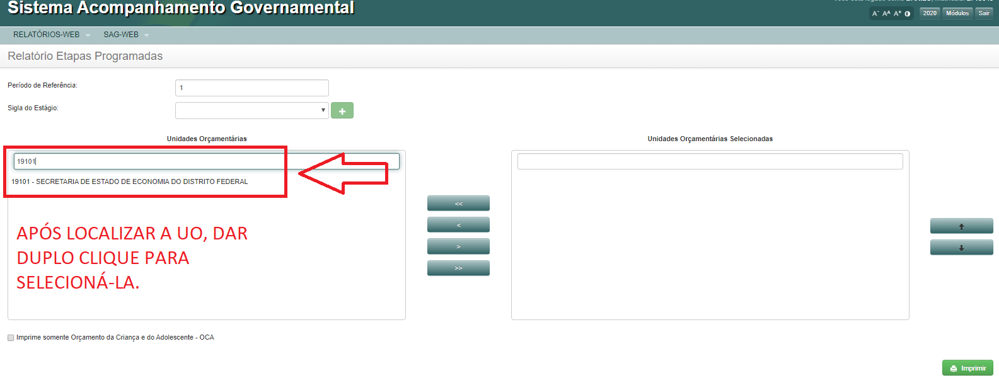 Sistema Acompanhamento Governamental
A- AA A+
2020 Módulos Sair
RELATÓRIOS-WEB SAG-WEB
Relatório Etapas Programadas
Período de Referência: 1
Sigla do Estágio:
Unidades Orçamentárias
Unidades Orçamentárias Selecionadas
19101
19101 - SECRETARIA DE ESTADO DE ECONOMIA DO DISTRITO FEDERAL
<<
<
>
>>
APÓS LOCALIZAR A UO, DAR
DUPLO CLIQUE PARA
SELECIONÁ-LA.
Imprime somente Orçamento da Criança e do Adolescente - OCA
Imprimir